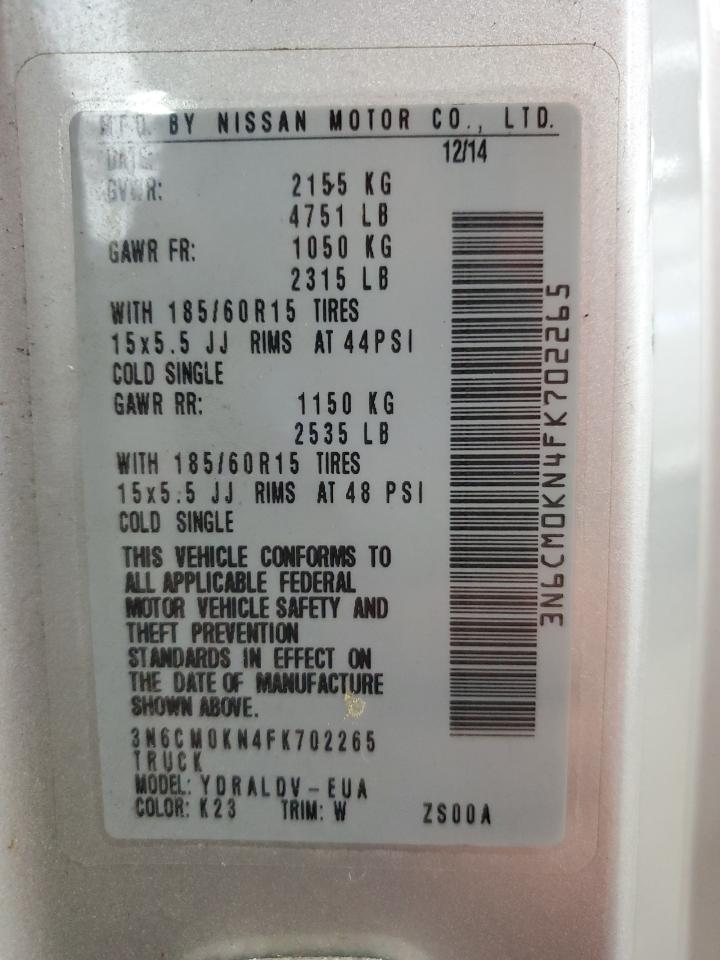 MFD. BY NISSAN MOTOR CO., LTD.
DATE: 12/14
GVWR: 2155 KG
4751 LB
GAWR FR: 1050 KG
2315 LB
WITH 185/60R15 TIRES
15x5.5 JJ RIMS AT 44PSI
COLD SINGLE
GAWR RR: 1150 KG
2535 LB
WITH 185/60R15 TIRES
15x5.5 JJ RIMS AT 48 PSI
COLD SINGLE
THIS VEHICLE CONFORMS TO
ALL APPLICABLE FEDERAL
MOTOR VEHICLE SAFETY AND
THEFT PREVENTION
STANDARDS IN EFFECT ON
THE DATE OF MANUFACTURE
SHOWN ABOVE.
3N6CM0KN4FK702265
TRUCK
MODEL: YDRALDV-EUA
COLOR: K23 TRIM: W ZS00A
3N6CM0KN4FK702265